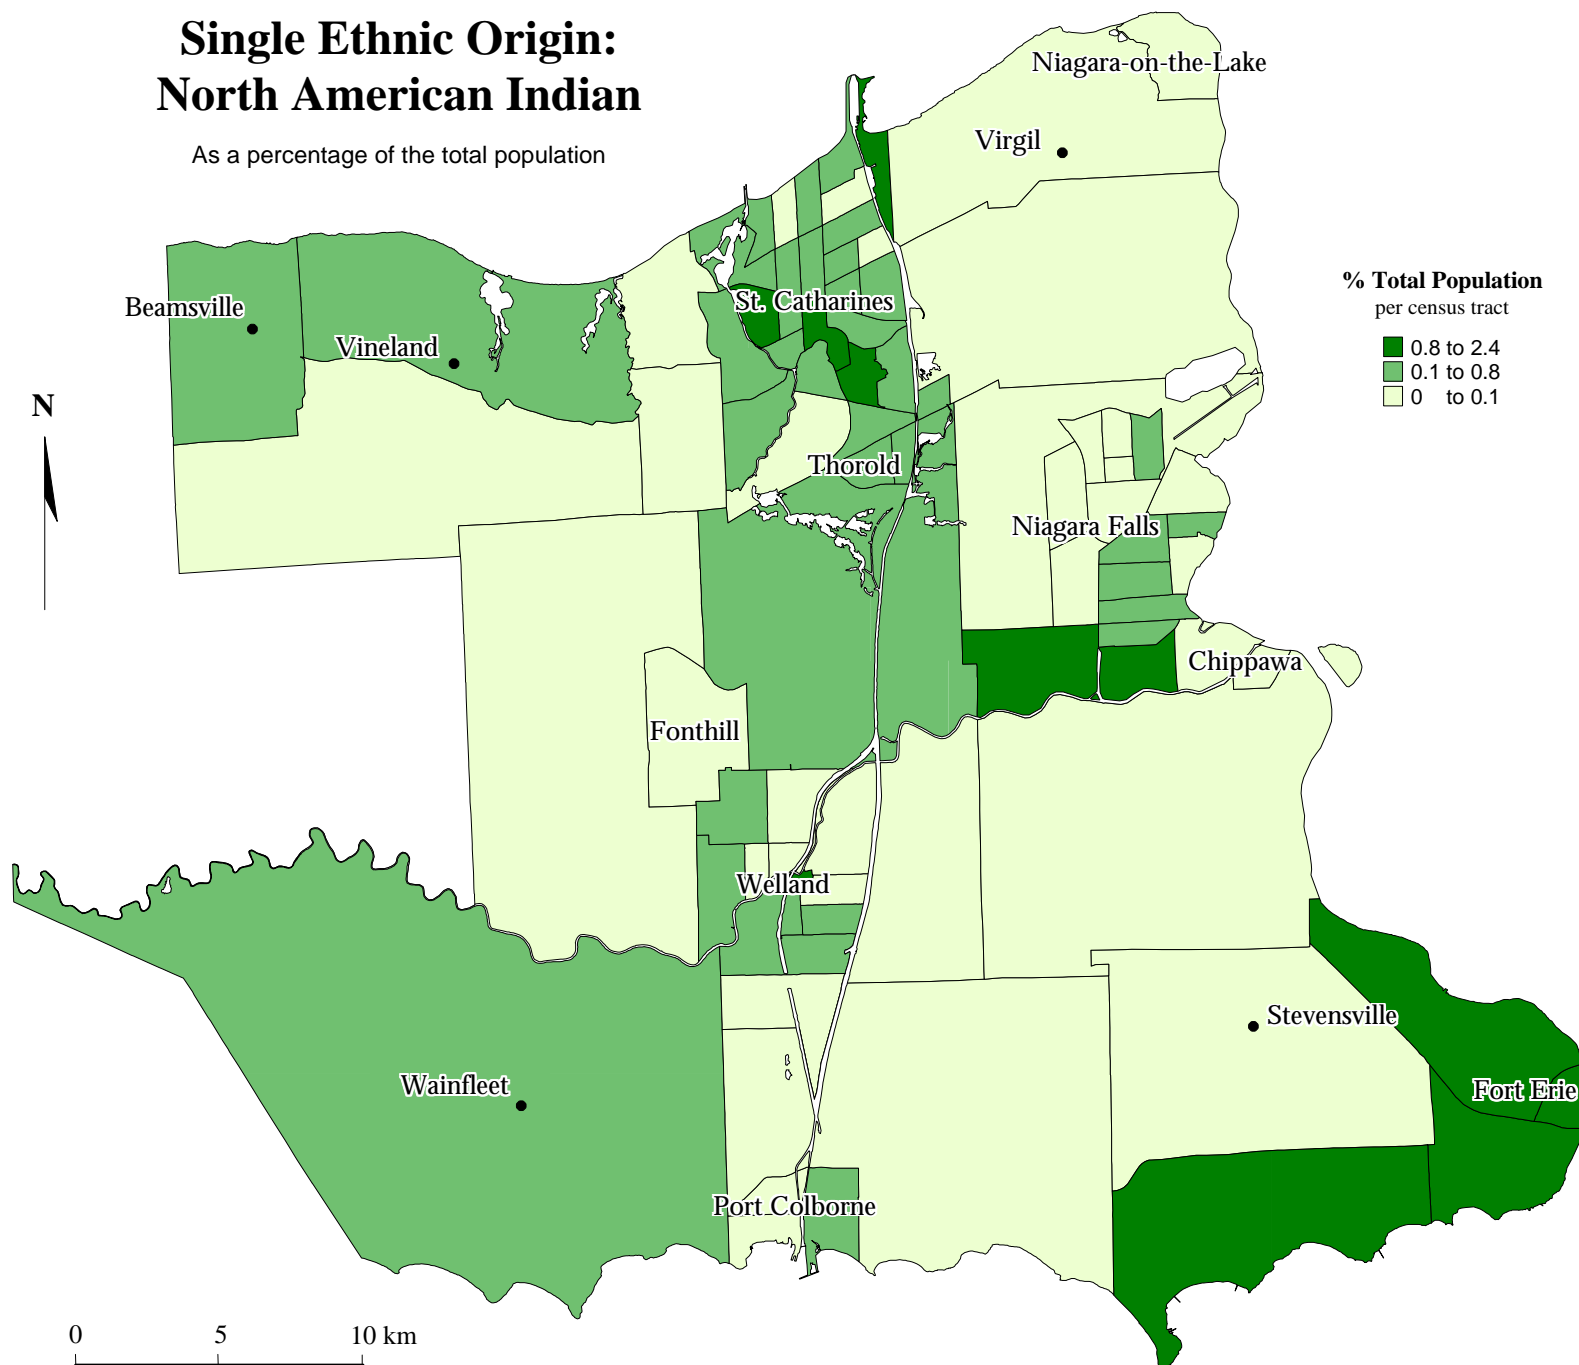 Single Ethnic Origin:
North American Indian
As a percentage of the total population
Niagara-on-the-Lake
Virgil
% Total Population
per census tract
0.8 to 2.4
0.1 to 0.8
0 to 0.1
Beamsville
Vineland
St. Catharines
N
Thorold
Niagara Falls
Chippawa
Fonthill
Welland
Stevensville
Wainfleet
Fort Erie
Port Colborne
0 5 10 km